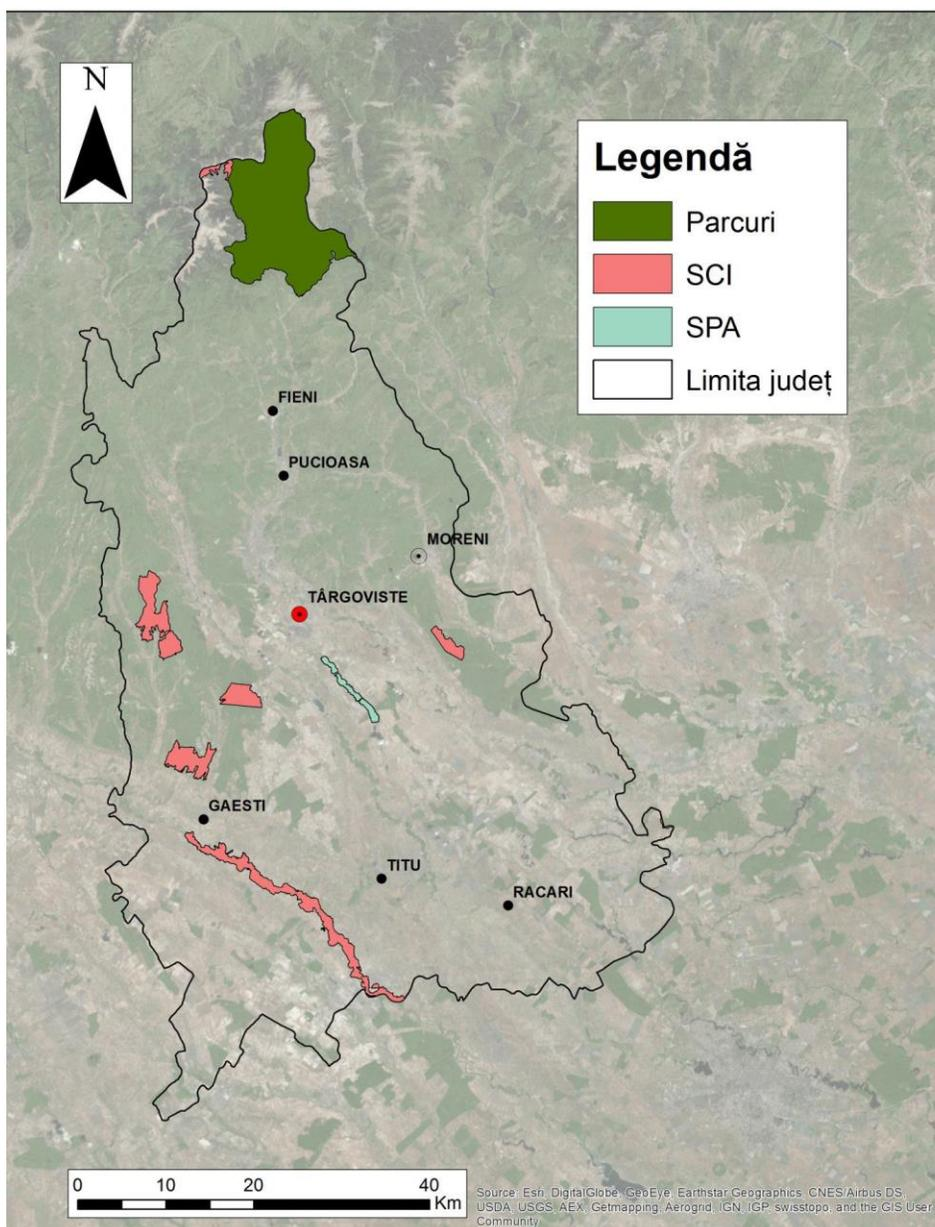 N
Legendă
Parcuri
SCI
SPA
Limita județ
FIENI
PUCIOASA
MORENI
TÂRGOVISTE
GAESTI
TITU
RACARI
0 10 20 40
Km
Source: Esri, DigitalGlobe, GeoEye, Earthstar Geographics, CNES/Airbus DS,
USDA, USGS, AEX, Getmapping, Aerogrid, IGN, IGP, swisstopo, and the GIS User
Community